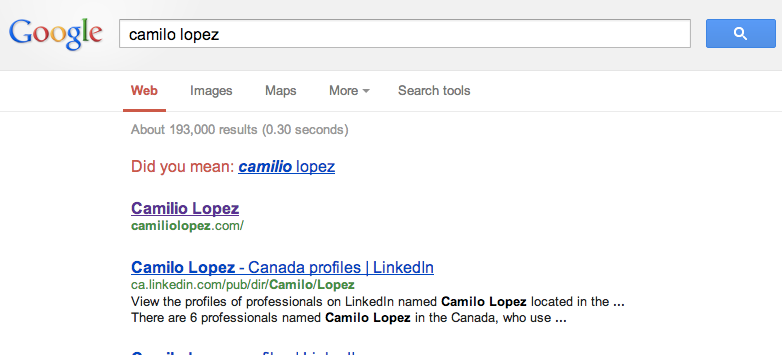 Google camilo lopez
Web Images Maps More Search tools
About 193,000 results (0.30 seconds)
Did you mean: camilio lopez
Camilio Lopez
camiliolopez.com/
Camilo Lopez - Canada profiles | LinkedIn
ca.linkedin.com/pub/dir/Camilo/Lopez
View the profiles of professionals on LinkedIn named Camilo Lopez located in the ...
There are 6 professionals named Camilo Lopez in the Canada, who use ...